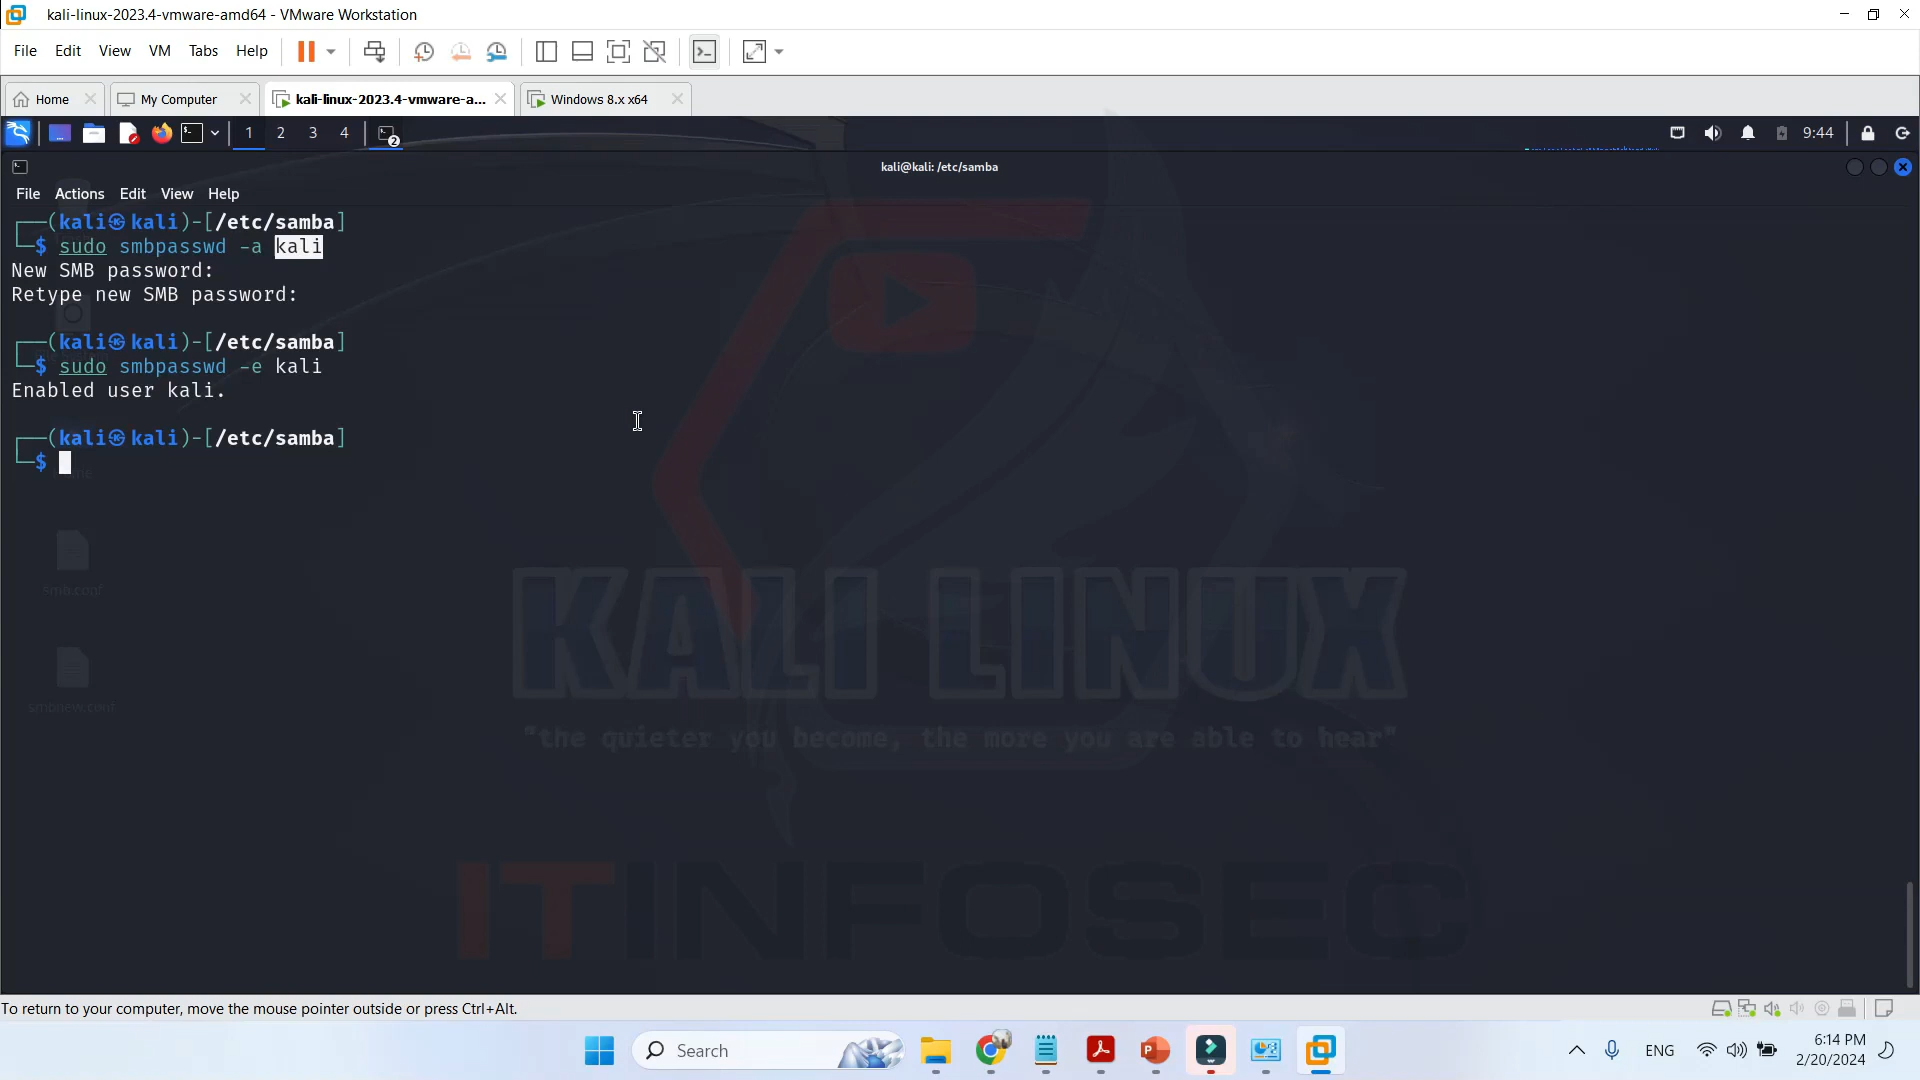 kali-linux-2023.4-vmware-amd64 - VMware Workstation
File Edit View VM Tabs Help
Home My Computer kali-linux-2023.4-vmware-a... Windows 8.x x64
1 2 3 4 2 9:44
kali@kali: /etc/samba
File Actions Edit View Help
┌──(kali㉿kali)-[/etc/samba]
└─$ sudo smbpasswd -a kali
New SMB password:
Retype new SMB password:
┌──(kali㉿kali)-[/etc/samba]
└─$ sudo smbpasswd -e kali
Enabled user kali.
┌──(kali㉿kali)-[/etc/samba]
└─$
smb.conf
KALI LINUX
smbnew.conf
"the quieter you become, the more you are able to hear"
ITINFOSEC
To return to your computer, move the mouse pointer outside or press Ctrl+Alt.
Search
ENG
6:14 PM
2/20/2024